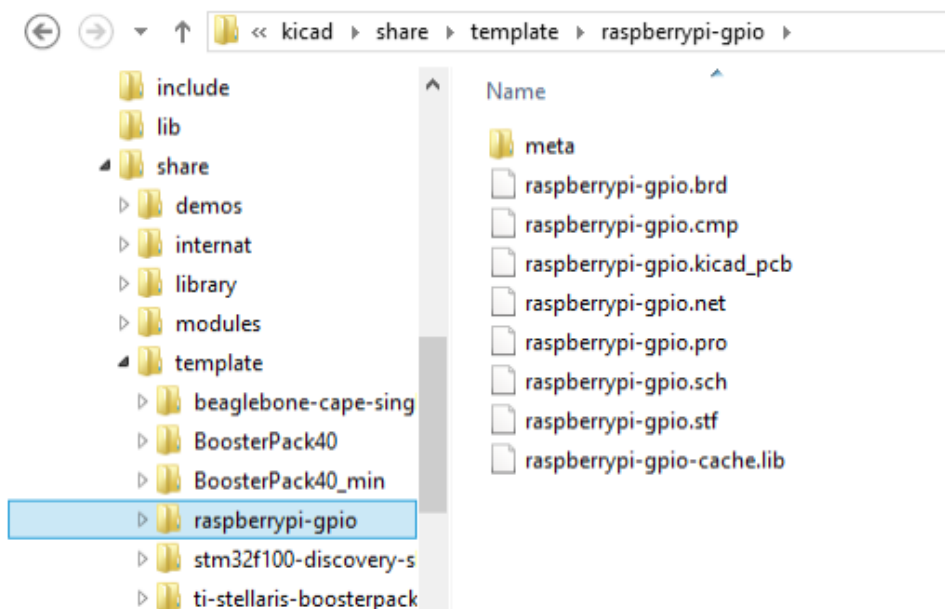 « kicad share template raspberrypi-gpio
include
lib
share
demos
internat
library
modules
template
beaglebone-cape-sing
BoosterPack40
BoosterPack40_min
raspberrypi-gpio
stm32f100-discovery-s
ti-stellaris-boosterpack
Name
meta
raspberrypi-gpio.brd
raspberrypi-gpio.cmp
raspberrypi-gpio.kicad_pcb
raspberrypi-gpio.net
raspberrypi-gpio.pro
raspberrypi-gpio.sch
raspberrypi-gpio.stf
raspberrypi-gpio-cache.lib